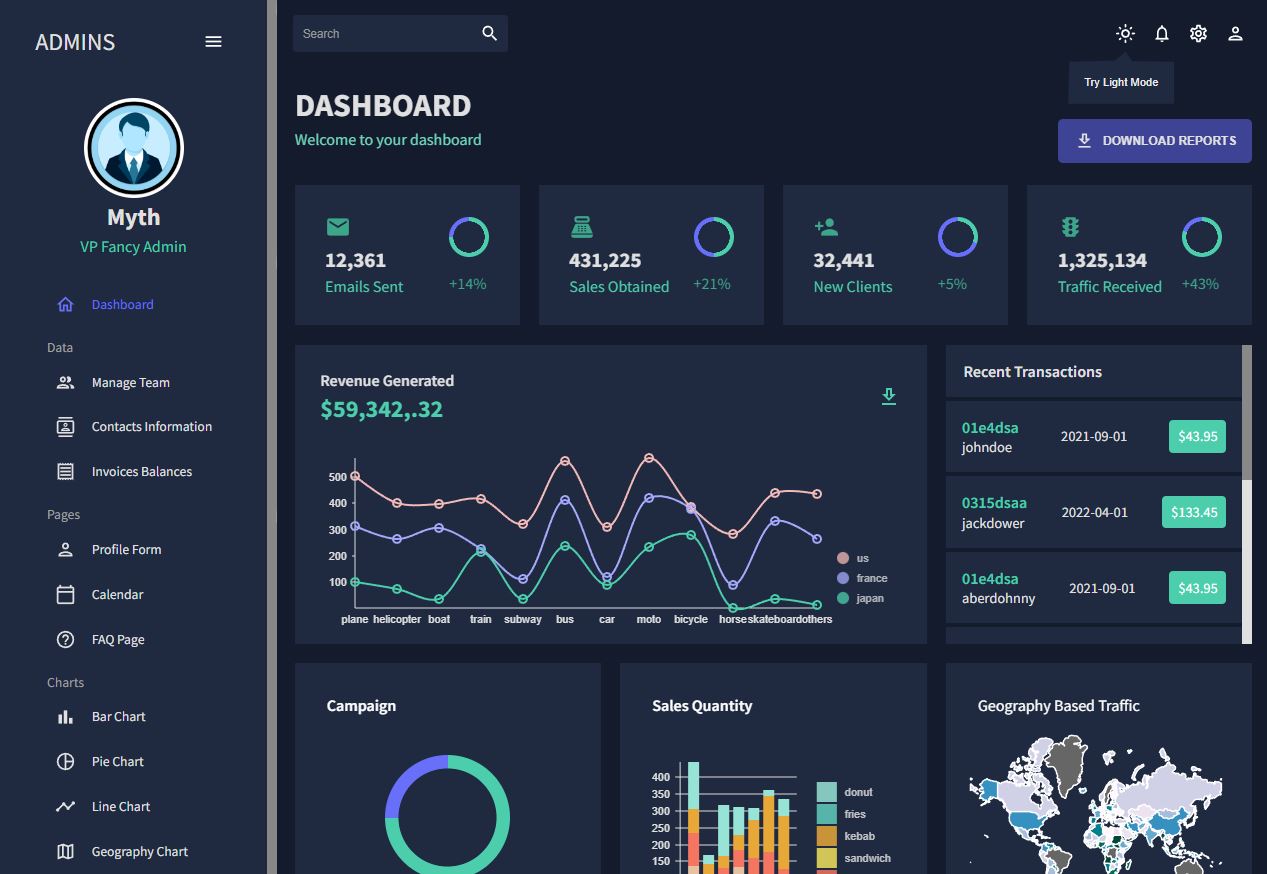 ADMINS
Myth
VP Fancy Admin
Dashboard
Data
Manage Team
Contacts Information
Invoices Balances
Pages
Profile Form
Calendar
FAQ Page
Charts
Bar Chart
Pie Chart
Line Chart
Geography Chart
Search
Try Light Mode
DASHBOARD
Welcome to your dashboard
DOWNLOAD REPORTS
12,361
Emails Sent
+14%
431,225
Sales Obtained
+21%
32,441
New Clients
+5%
1,325,134
Traffic Received
+43%
Revenue Generated
$59,342,.32
500
400
300
200
100
plane helicopter boat train subway bus car moto bicycle horse skateboard others
us
france
japan
Recent Transactions
01e4dsa
johndoe
2021-09-01
$43.95
0315dsaa
jackdower
2022-04-01
$133.45
01e4dsa
aberdohnny
2021-09-01
$43.95
Campaign
Sales Quantity
400
350
300
250
200
150
donut
fries
kebab
sandwich
Geography Based Traffic